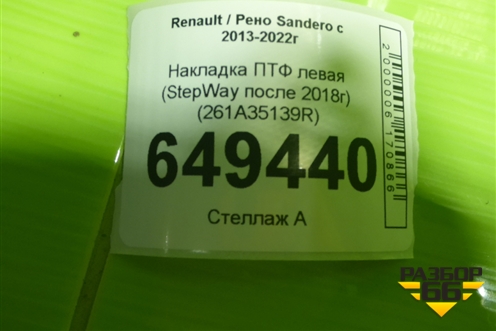 Renault / Рено Sandero с
2013-2022г
Накладка ПТФ левая
(StepWay после 2018г)
(261A35139R)
649440
Стеллаж А
2000006170866
РАЗБОР
66